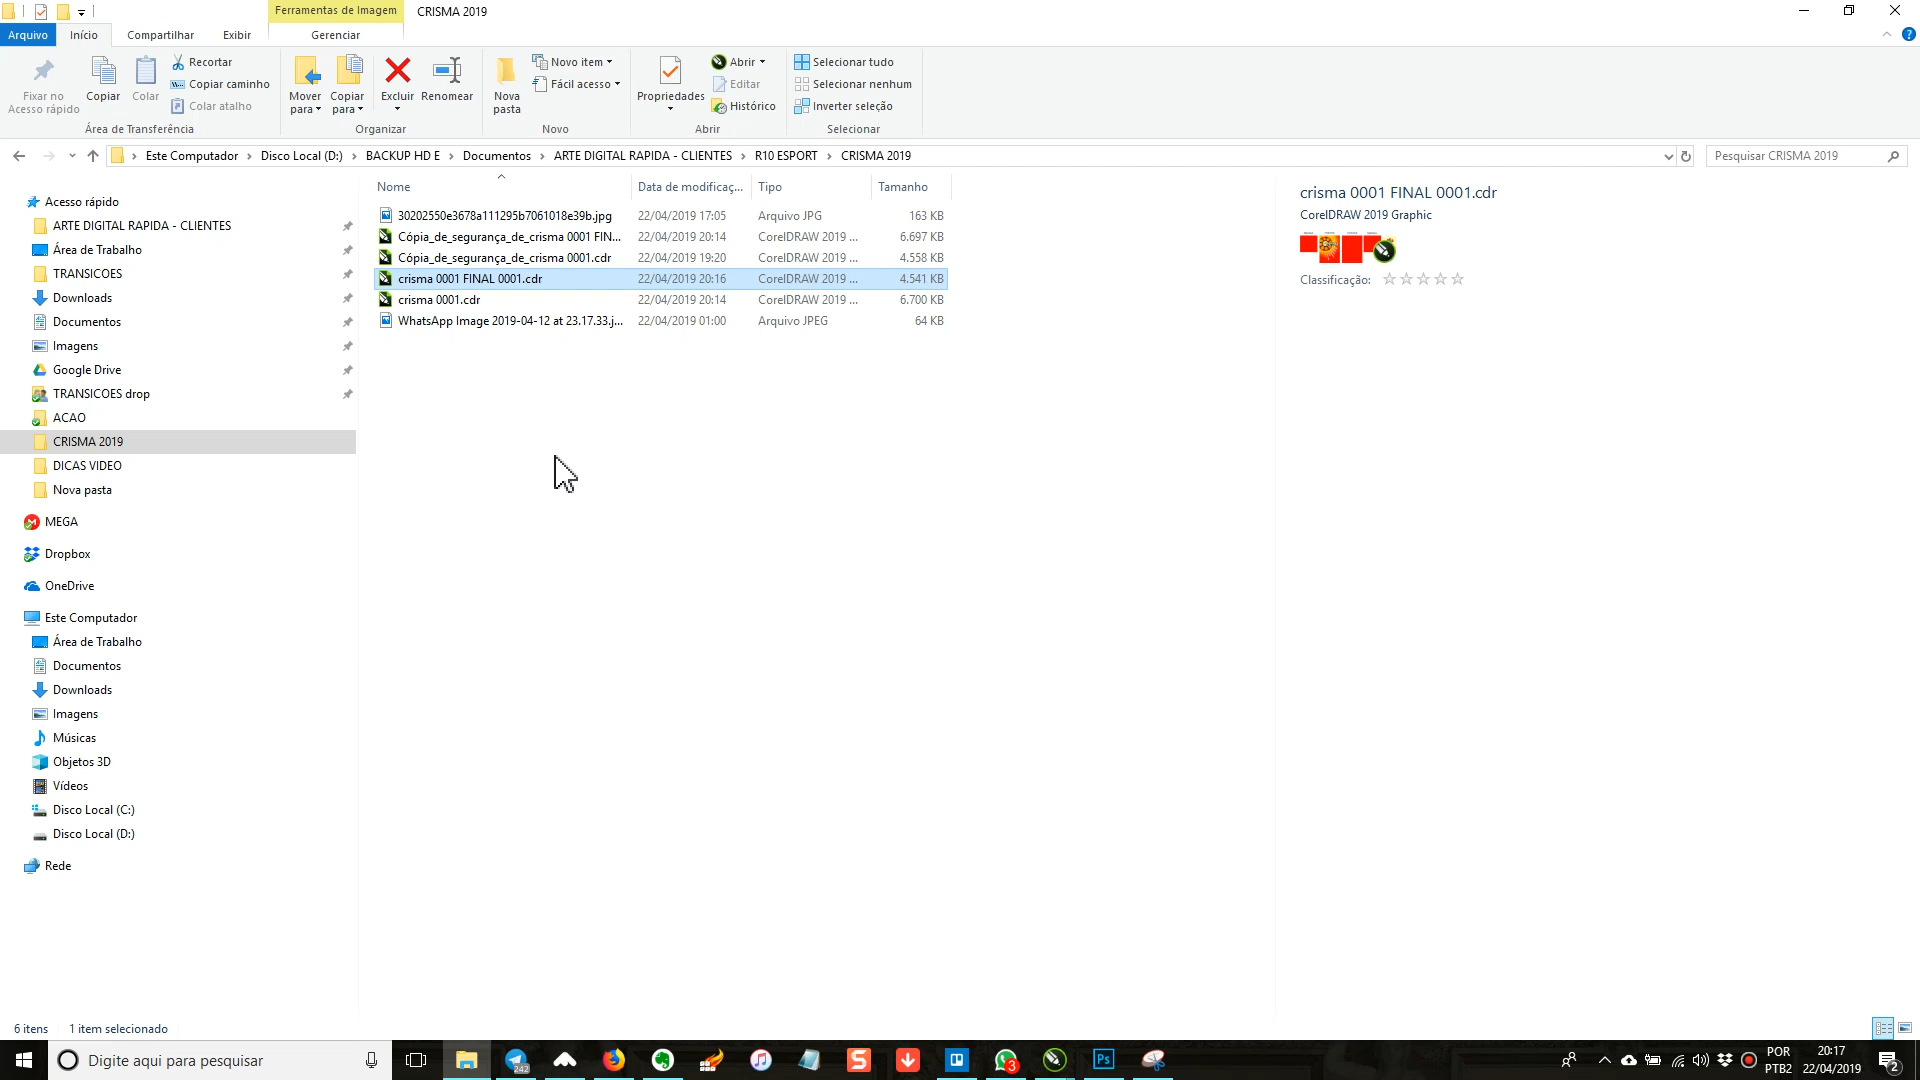 Ferramentas de Imagem CRISMA 2019
Arquivo Início Compartilhar Exibir Gerenciar
Fixar no
Acesso rápido
Copiar
Colar
Recortar
Copiar caminho
Colar atalho
Área de Transferência
Mover
para
Copiar
para
Excluir
Renomear
Organizar
Nova
pasta
Novo item
Fácil acesso
Novo
Propriedades
Abrir
Editar
Histórico
Abrir
Selecionar tudo
Selecionar nenhum
Inverter seleção
Selecionar
Este Computador Disco Local (D:) BACKUP HD E Documentos ARTE DIGITAL RAPIDA - CLIENTES R10 ESPORT CRISMA 2019
Pesquisar CRISMA 2019
Acesso rápido
ARTE DIGITAL RAPIDA - CLIENTES
Área de Trabalho
TRANSICOES
Downloads
Documentos
Imagens
Google Drive
TRANSICOES drop
ACAO
CRISMA 2019
DICAS VIDEO
Nova pasta
MEGA
Dropbox
OneDrive
Este Computador
Área de Trabalho
Documentos
Downloads
Imagens
Músicas
Objetos 3D
Vídeos
Disco Local (C:)
Disco Local (D:)
Rede
Nome Data de modificaç... Tipo Tamanho
30202550e3678a111295b7061018e39b.jpg 22/04/2019 17:05 Arquivo JPG 163 KB
Cópia_de_segurança_de_crisma 0001 FIN... 22/04/2019 20:14 CorelDRAW 2019 ... 6.697 KB
Cópia_de_segurança_de_crisma 0001.cdr 22/04/2019 19:20 CorelDRAW 2019 ... 4.558 KB
crisma 0001 FINAL 0001.cdr 22/04/2019 20:16 CorelDRAW 2019 ... 4.541 KB
crisma 0001.cdr 22/04/2019 20:14 CorelDRAW 2019 ... 6.700 KB
WhatsApp Image 2019-04-12 at 23.17.33.j... 22/04/2019 01:00 Arquivo JPEG 64 KB
crisma 0001 FINAL 0001.cdr
CorelDRAW 2019 Graphic
Classificação:
6 itens 1 item selecionado
Digite aqui para pesquisar
242
S
3
Ps
POR
PTB2
20:17
22/04/2019
2